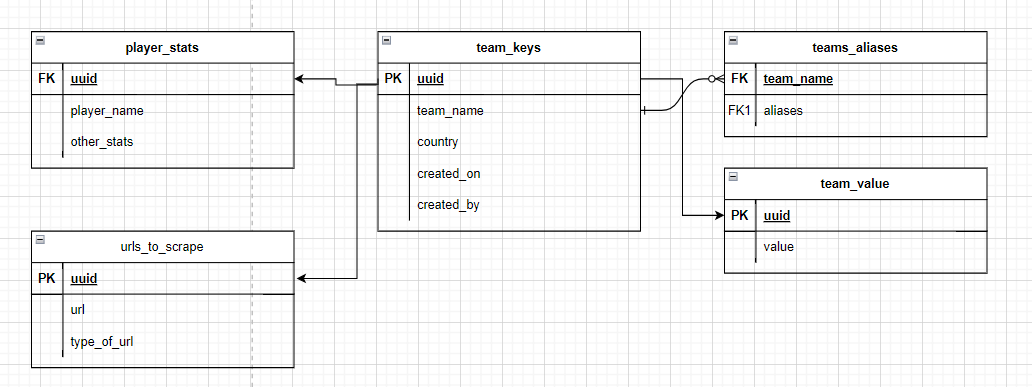 player_stats
FK uuid
player_name
other_stats
team_keys
PK uuid
team_name
country
created_on
created_by
teams_aliases
FK team_name
FK1 aliases
team_value
PK uuid
value
urls_to_scrape
PK uuid
url
type_of_url